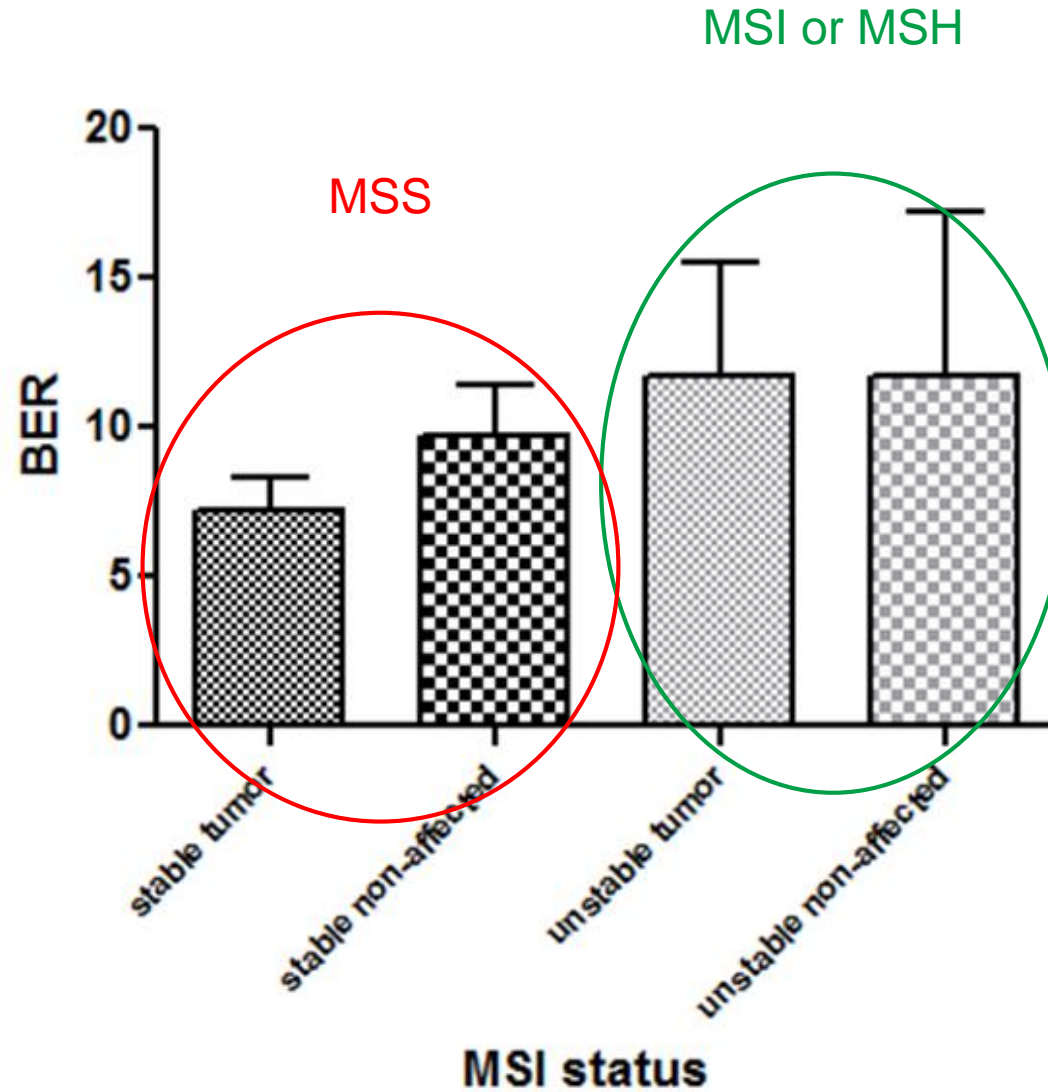 MSI or MSH
MSS
20
15
10
5
0
BER
stable tumor
stable non-affected
unstable tumor
unstable non-affected
MSI status